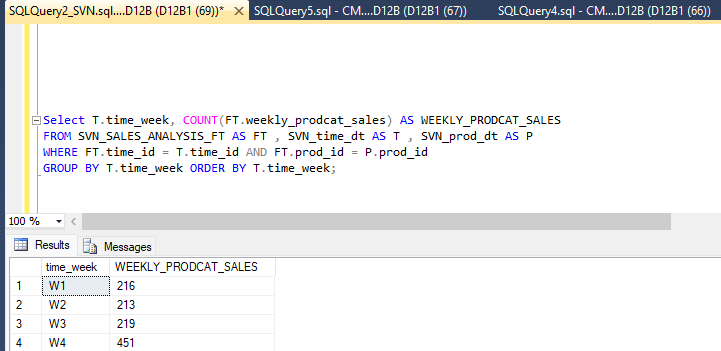 SQLQuery2_SVN.sql....D12B (D12B1 (69))* SQLQuery5.sql - CM....D12B (D12B1 (67)) SQLQuery4.sql - CM....D12B (D12B1 (66))
Select T.time_week, COUNT(FT.weekly_prodcat_sales) AS WEEKLY_PRODCAT_SALES
FROM SVN_SALES_ANALYSIS_FT AS FT , SVN_time_dt AS T , SVN_prod_dt AS P
WHERE FT.time_id = T.time_id AND FT.prod_id = P.prod_id
GROUP BY T.time_week ORDER BY T.time_week;
100 %
Results Messages
time_week WEEKLY_PRODCAT_SALES
1 W1 216
2 W2 213
3 W3 219
4 W4 451